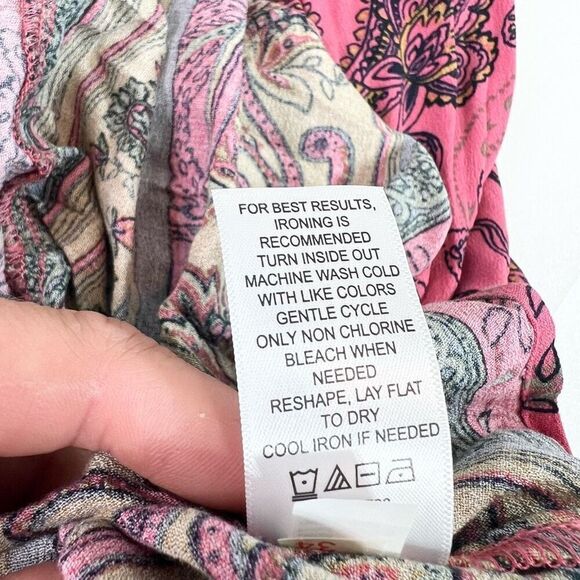 FOR BEST RESULTS,
IRONING IS
RECOMMENDED
TURN INSIDE OUT
MACHINE WASH COLD
WITH LIKE COLORS
GENTLE CYCLE
ONLY NON CHLORINE
BLEACH WHEN
NEEDED
RESHAPE, LAY FLAT
TO DRY
COOL IRON IF NEEDED